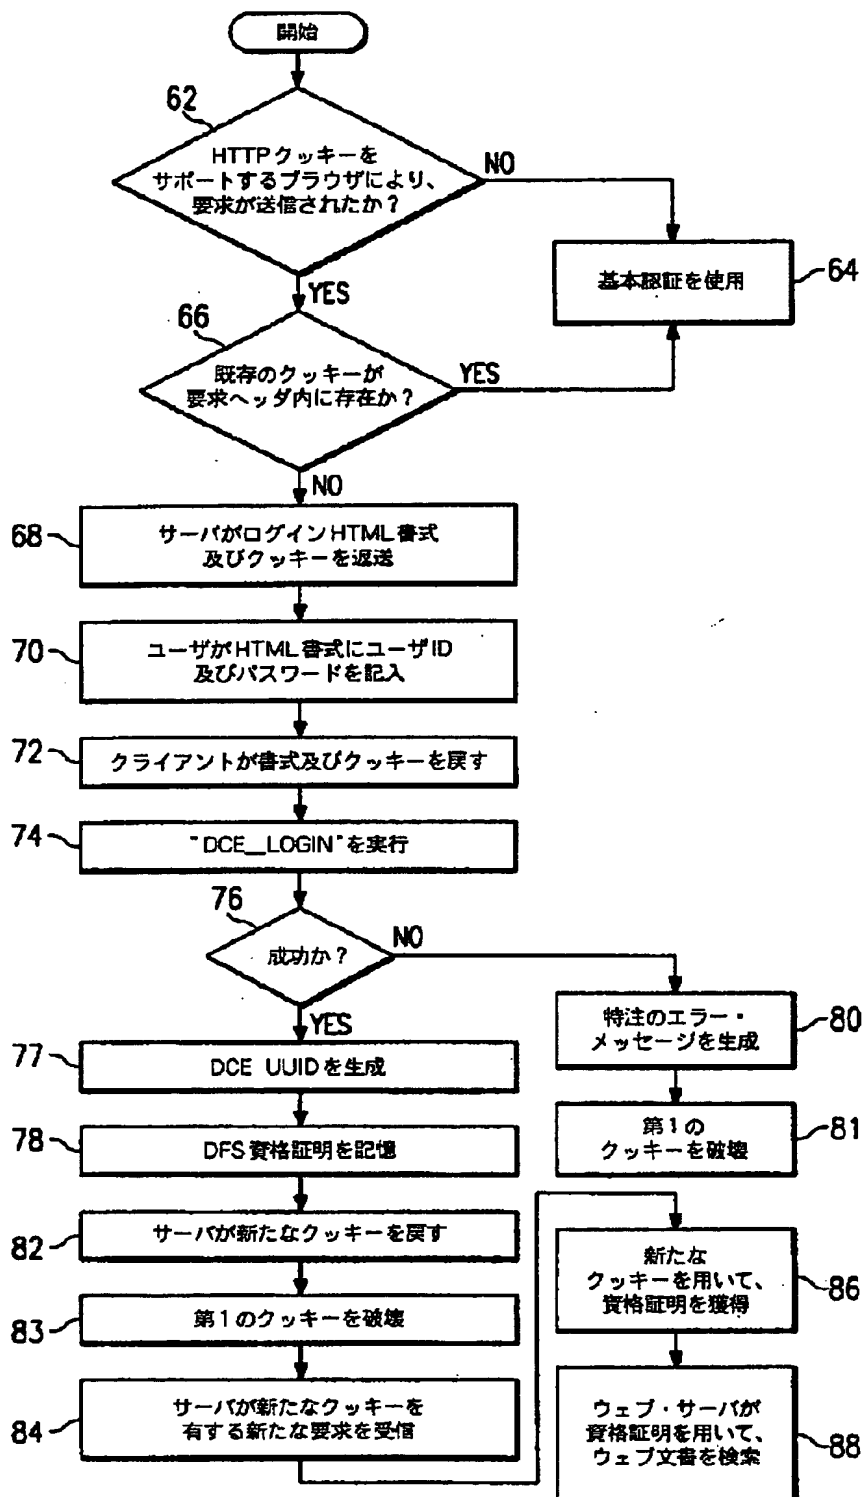 開始
62
HTTPクッキーを
サポートするブラウザにより、
要求が送信されたか？
NO
YES
基本認証を使用
64
66
既存のクッキーが
要求ヘッダ内に存在か？
YES
NO
68
サーバがログインHTML書式
及びクッキーを返送
70
ユーザがHTML書式にユーザID
及びパスワードを記入
72
クライアントが書式及びクッキーを戻す
74
"DCE__LOGIN"を実行
76
成功か？
NO
YES
特注のエラー・
メッセージを生成
80
77
DCE UUIDを生成
第1の
クッキーを破壊
81
78
DFS資格証明を記憶
82
サーバが新たなクッキーを戻す
83
第1のクッキーを破壊
84
サーバが新たなクッキーを
有する新たな要求を受信
新たな
クッキーを用いて、
資格証明を獲得
86
ウェブ・サーバが
資格証明を用いて、
ウェブ文書を検索
88